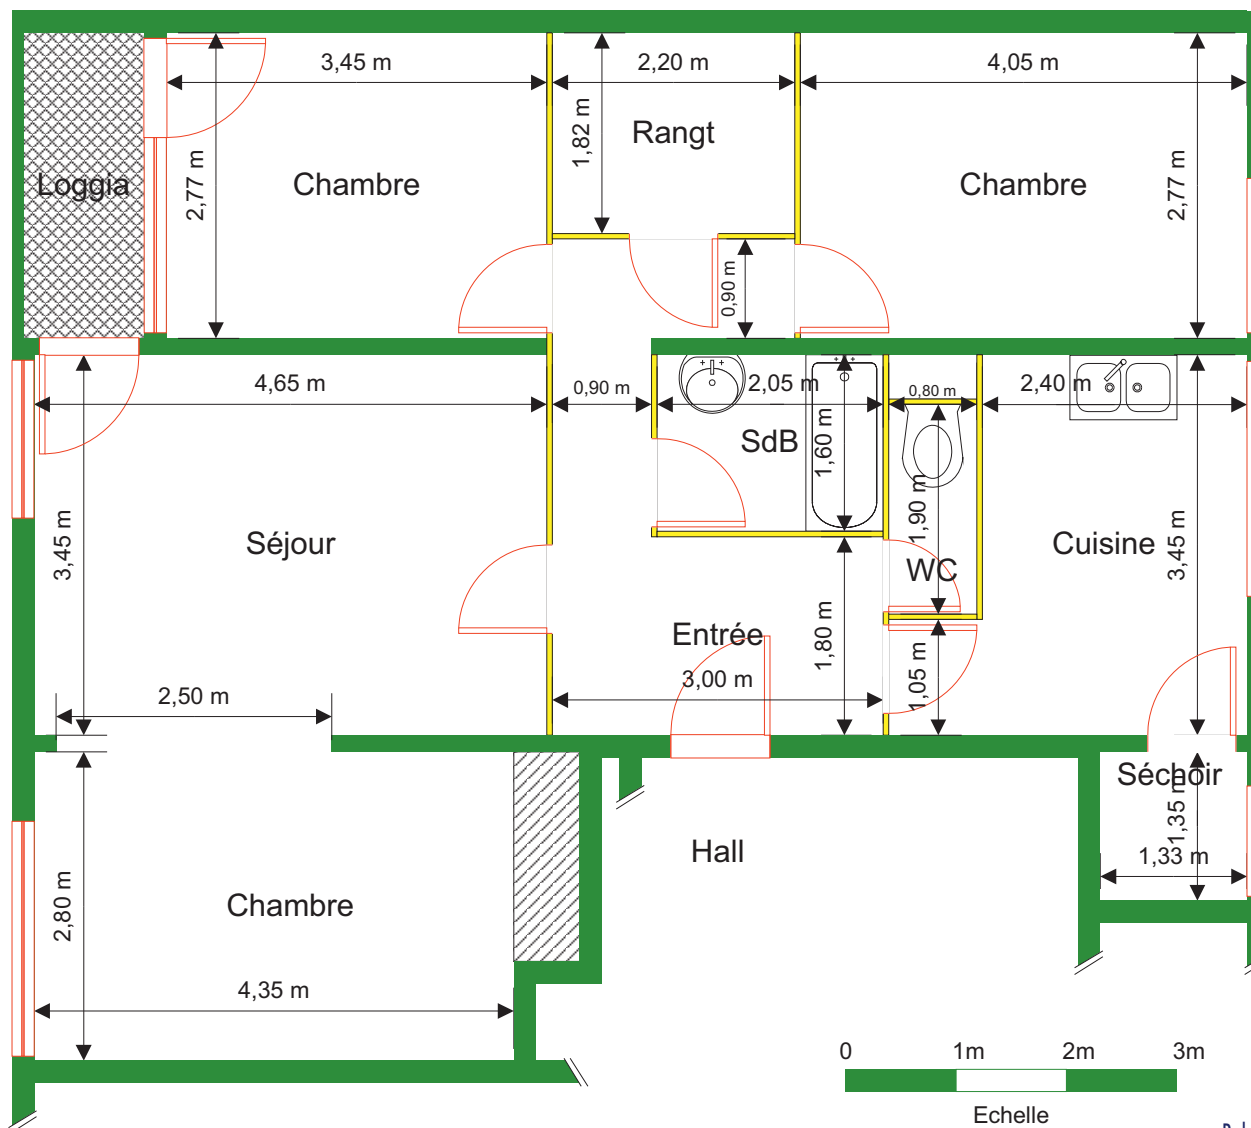 3,45 m
2,20 m
4,05 m
1,82 m
Rangt
Loggia
2,77 m
Chambre
Chambre
2,77 m
0,90 m
4,65 m
0,90 m
2,05 m
0,80 m
2,40 m
SdB
1,60 m
1,90 m
3,45 m
Séjour
WC
Cuisine
3,45 m
Entrée
1,80 m
1,05 m
2,50 m
3,00 m
Séchoir
1,35 m
1,33 m
Hall
2,80 m
Chambre
4,35 m
0 1m 2m 3m
Echelle